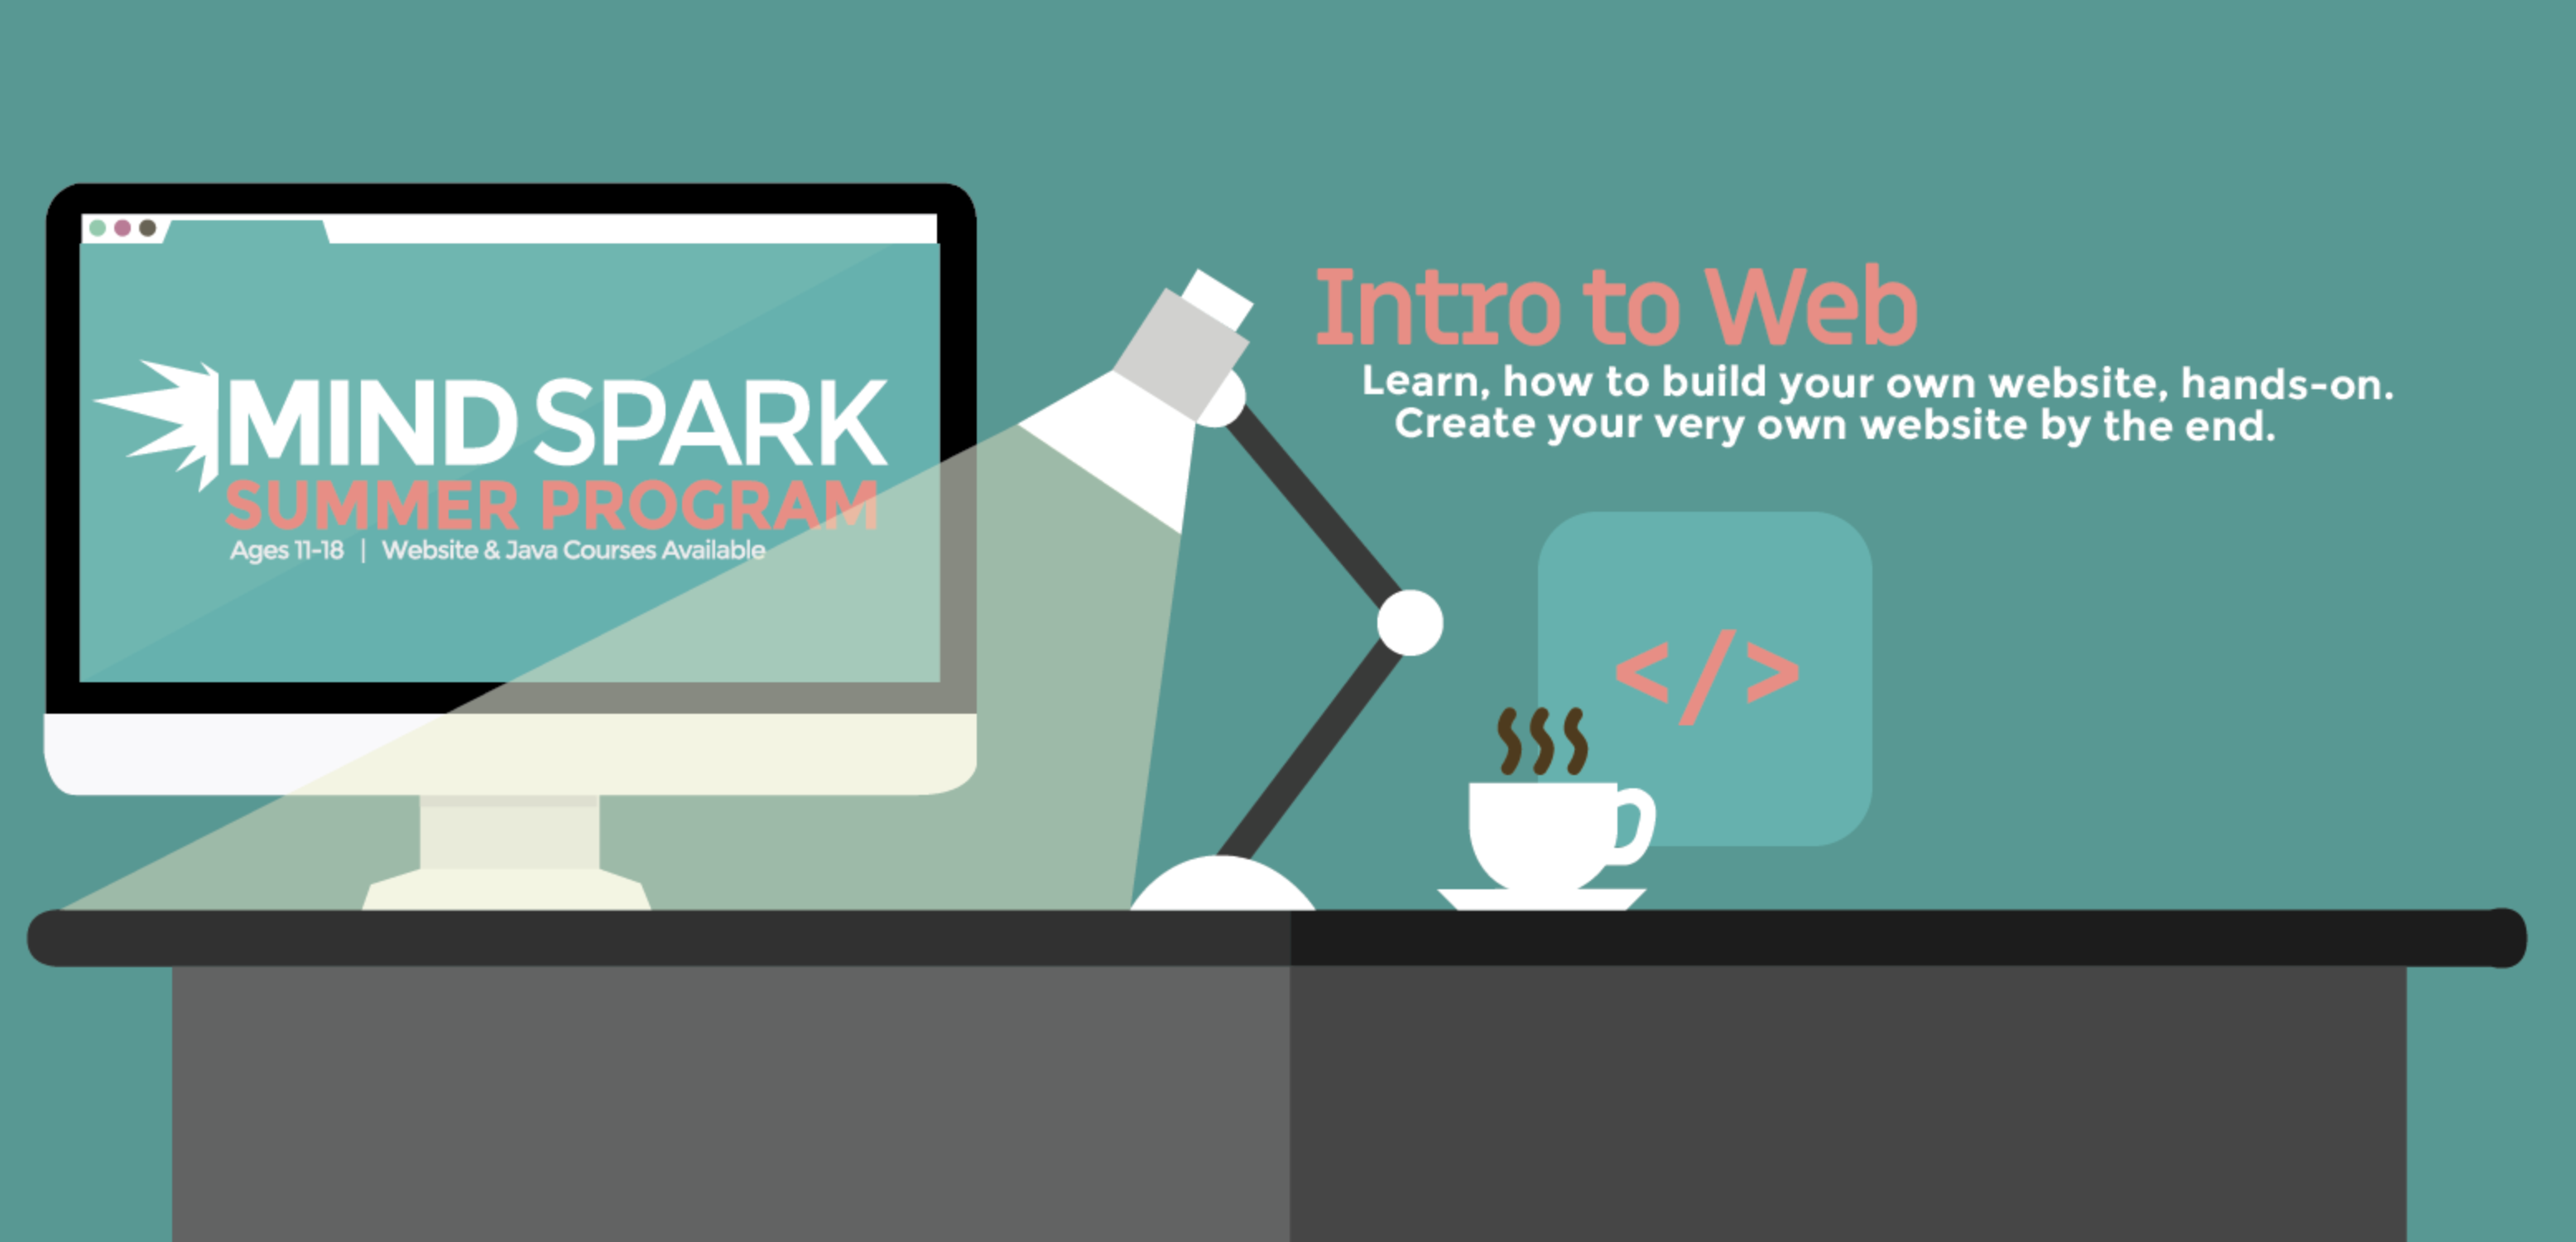 MIND SPARK
SUMMER PROGRAM
Ages 11-18 | Website & Java Courses Available
Intro to Web
Learn, how to build your own website, hands-on.
Create your very own website by the end.
</>